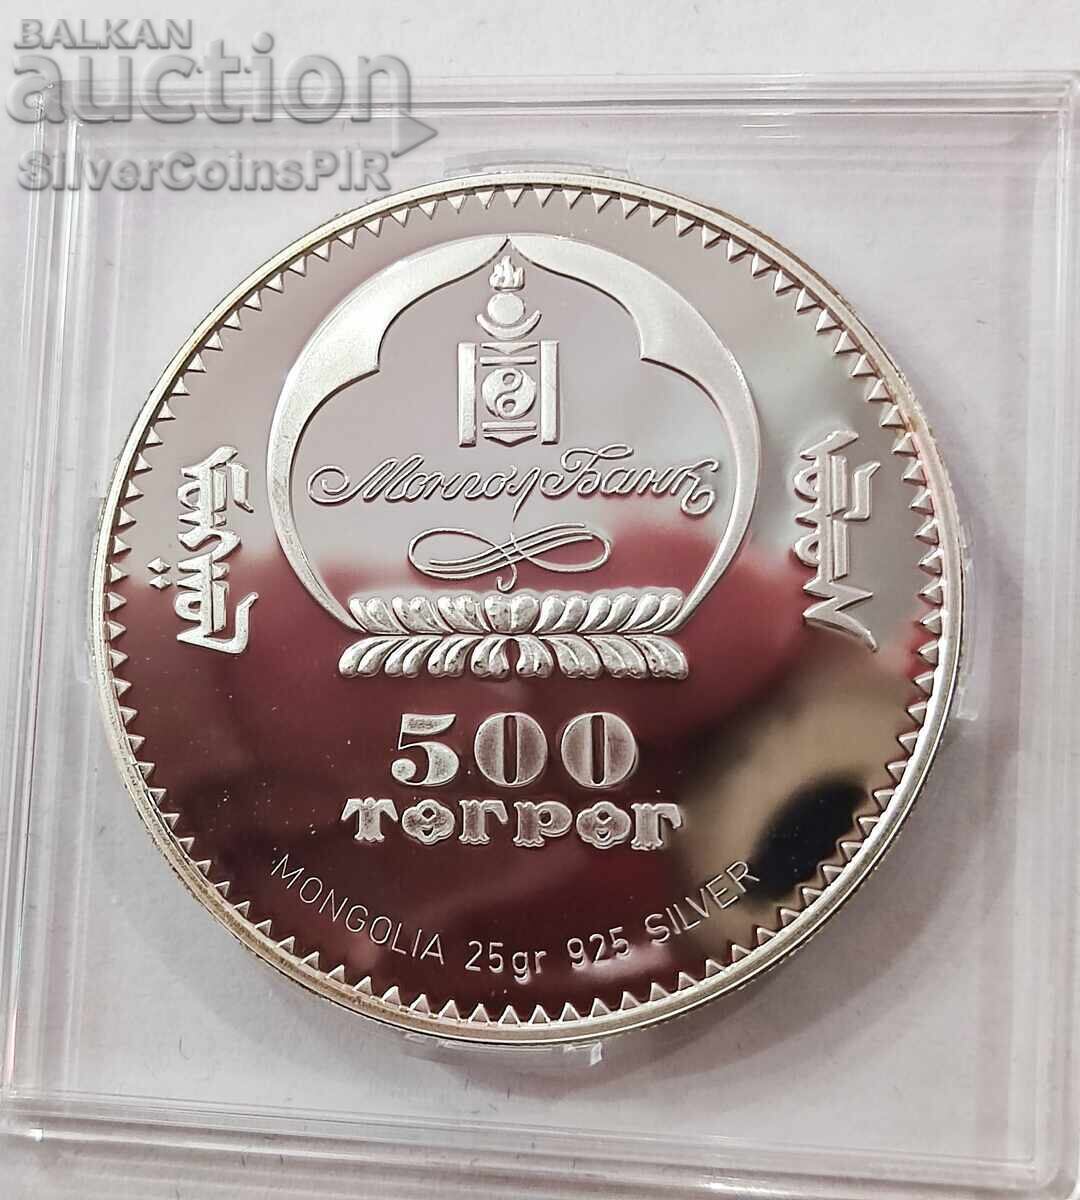 BALKAN
auction
SilverCoinsPIR
Монгол Банк
500
төгрөг
MONGOLIA 25gr 925 SILVER